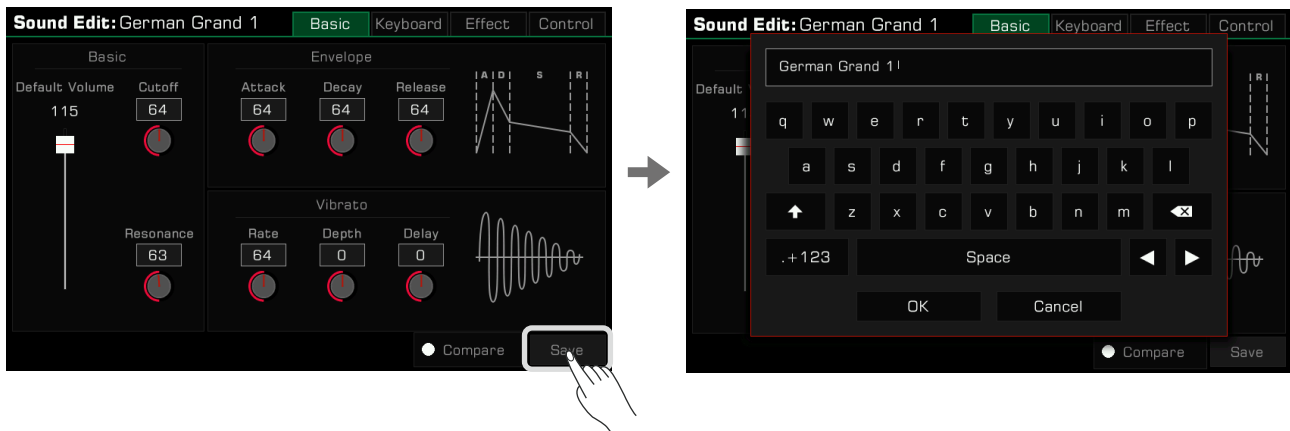 Sound Edit: German Grand 1 Basic Keyboard Effect Control
Basic Envelope
Default Volume Cutoff Attack Decay Release A D S R
115 64 64 64 64
Vibrato
Resonance Rate Depth Delay
63 64 0 0
Compare Save
Sound Edit: German Grand 1 Basic Keyboard Effect Control
German Grand 1
Default R
11
q w e r t y u i o p
a s d f g h j k l
z x c v b n m
.+123 Space
OK Cancel
Compare Save